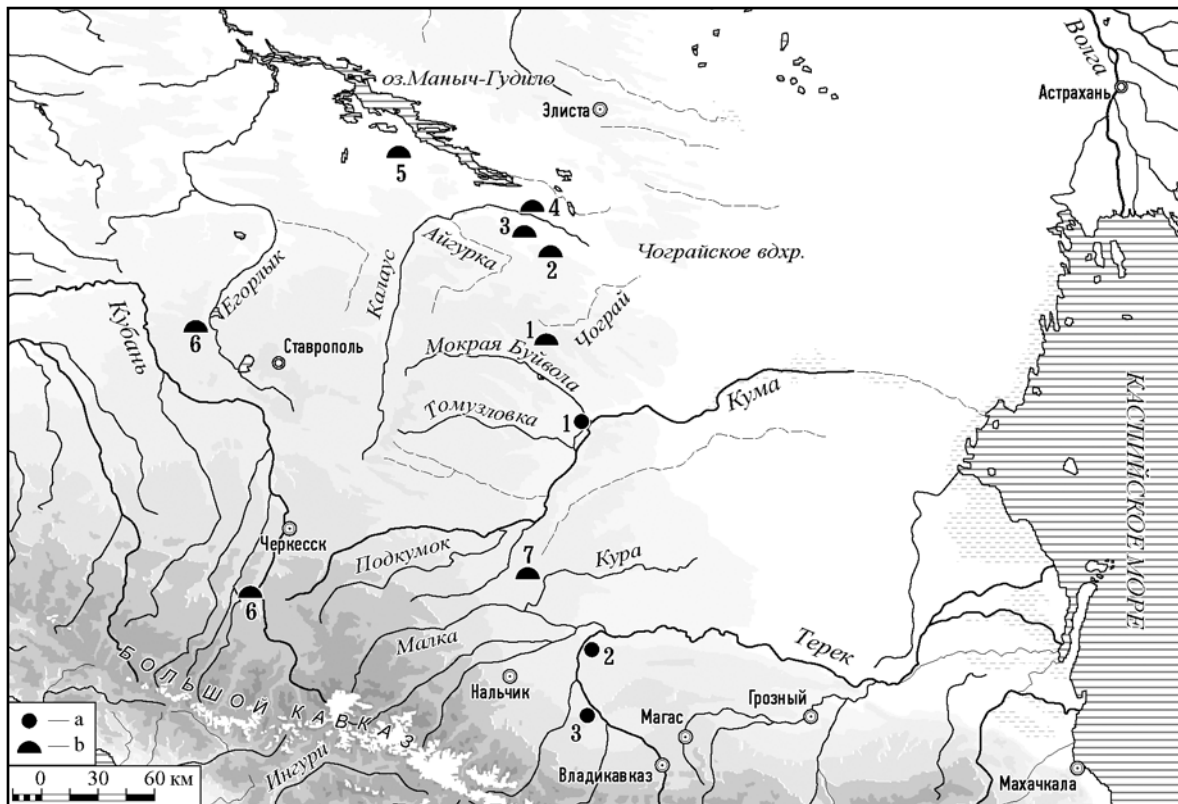 оз. Маныч-Гудило
Элиста
Волга
Астрахань
5
4
3
2
Айгурка
Калаус
Чограйское вдхр.
Егорлык
Кубань
6
Ставрополь
1
Чограй
Мокрая Буйвола
Томузловка
1
Кума
КАСПИЙСКОЕ МОРЕ
Черкесск
Подкумок
7
Кура
6
Малка
Терек
2
БОЛЬШОЙ КАВКАЗ
Нальчик
Грозный
Магас
3
Владикавказ
Ингури
Махачкала
— a
— b
0 30 60 км